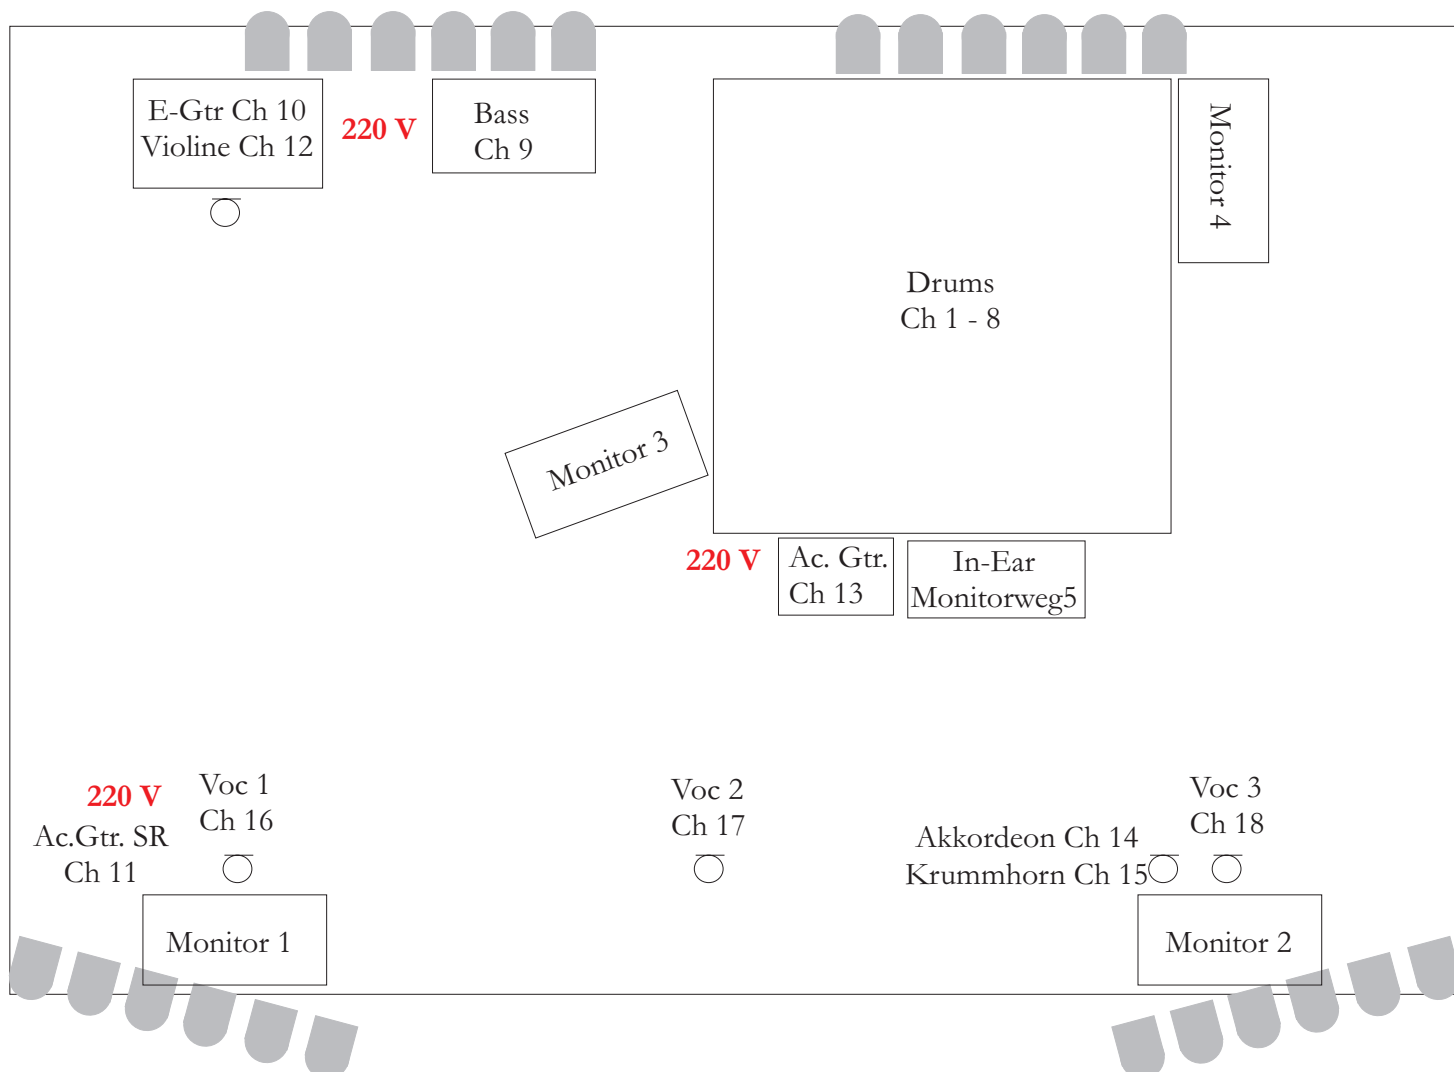 E-Gtr Ch 10
Violine Ch 12
220 V
Bass
Ch 9
Monitor 4
Drums
Ch 1 - 8
Monitor 3
220 V
Ac. Gtr.
Ch 13
In-Ear
Monitorweg5
220 V
Ac.Gtr. SR
Ch 11
Voc 1
Ch 16
Voc 2
Ch 17
Voc 3
Ch 18
Akkordeon Ch 14
Krummhorn Ch 15
Monitor 1
Monitor 2